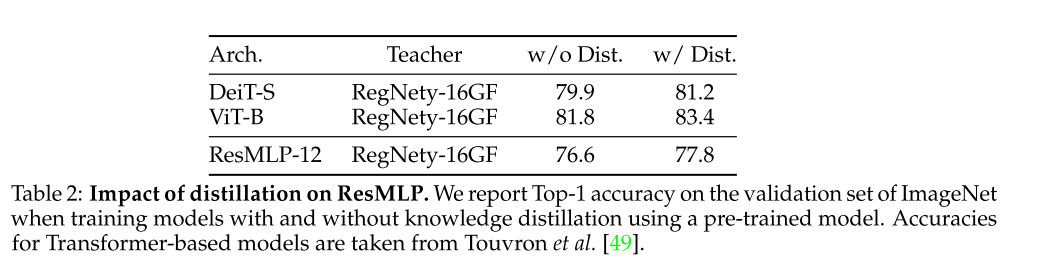 Arch. Teacher w/o Dist. w/ Dist.
DeiT-S RegNety-16GF 79.9 81.2
ViT-B RegNety-16GF 81.8 83.4
ResMLP-12 RegNety-16GF 76.6 77.8
Table 2: Impact of distillation on ResMLP. We report Top-1 accuracy on the validation set of ImageNet
when training models with and without knowledge distillation using a pre-trained model. Accuracies
for Transformer-based models are taken from Touvron et al. [49].